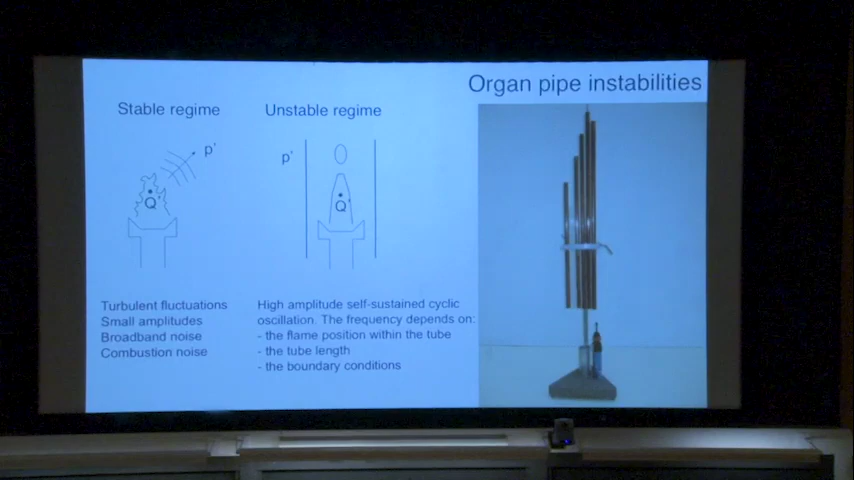 Organ pipe instabilities
Stable regime
Unstable regime
p'
Q'
p'
Q'
Turbulent fluctuations
Small amplitudes
Broadband noise
Combustion noise
High amplitude self-sustained cyclic
oscillation. The frequency depends on:
- the flame position within the tube
- the tube length
- the boundary conditions